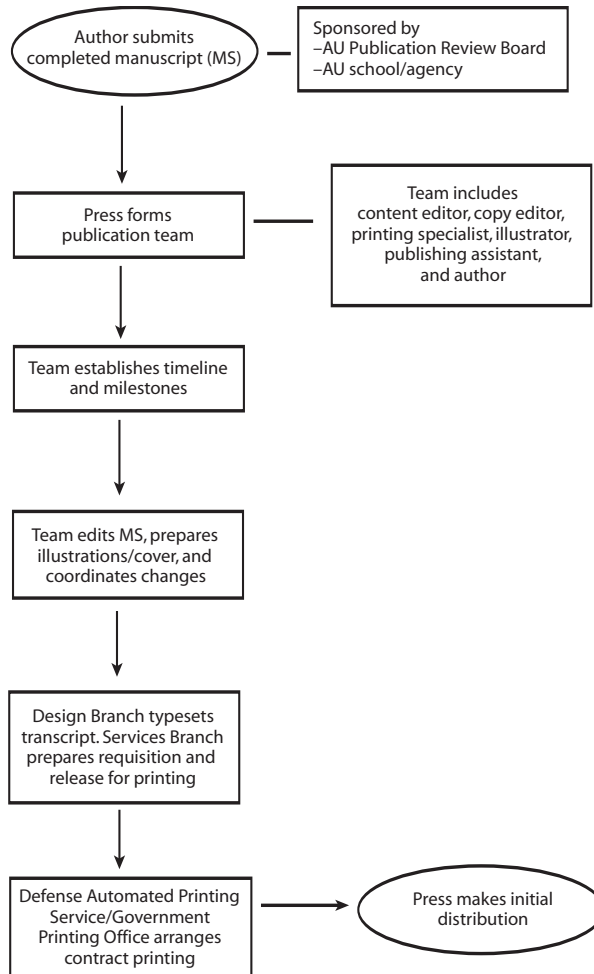 Author submits
completed manuscript (MS)
Sponsored by
–AU Publication Review Board
–AU school/agency
Press forms
publication team
Team includes
content editor, copy editor,
printing specialist, illustrator,
publishing assistant,
and author
Team establishes timeline
and milestones
Team edits MS, prepares
illustrations/cover, and
coordinates changes
Design Branch typesets
transcript. Services Branch
prepares requisition and
release for printing
Defense Automated Printing
Service/Government
Printing Office arranges
contract printing
Press makes initial
distribution